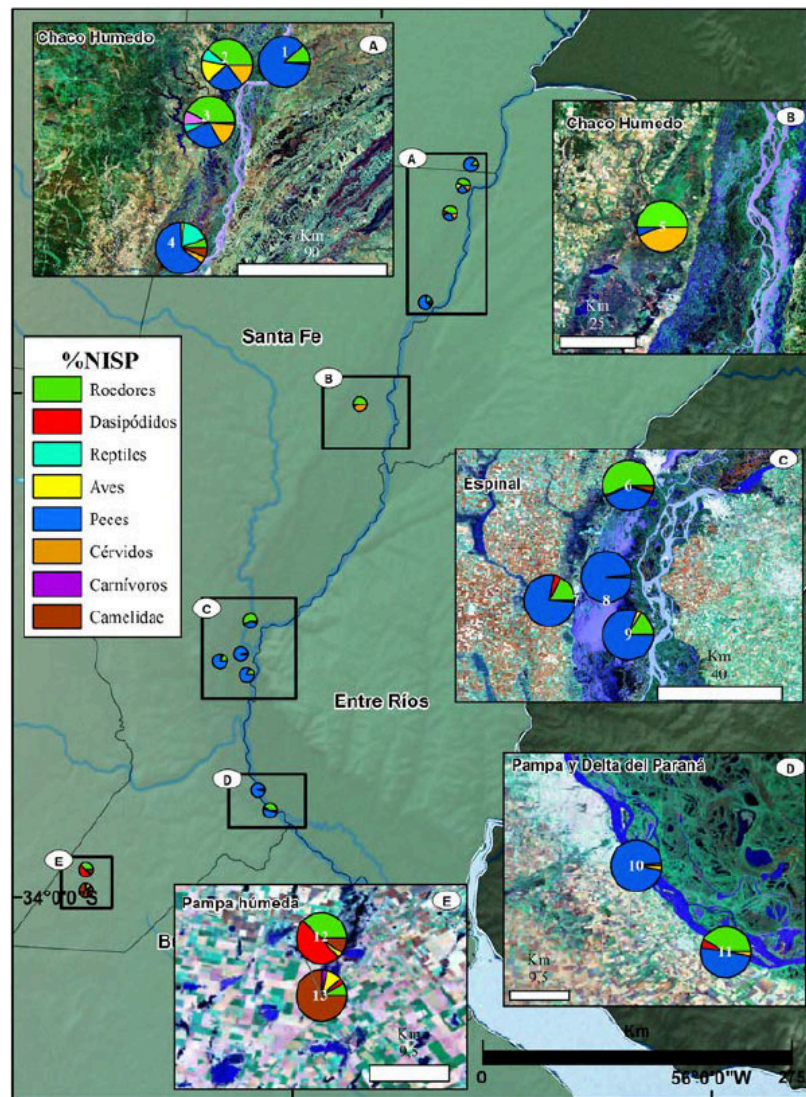 Chaco Humedo
A
2
1
3
4
Km
90
B
Chaco Humedo
5
Km
25
A
Santa Fe
B
%NISP
Roedores
Dasipódidos
Reptiles
Aves
Peces
Cérvidos
Carnívoros
Camelidae
C
Espinal
6
7
8
9
Km
40
C
Entre Ríos
D
Pampa y Delta del Paraná
D
10
11
Km
9.5
E
34°0'0"S
Pampa húmeda
E
12
13
Km
9.5
Km
0
56°0'0"W
275